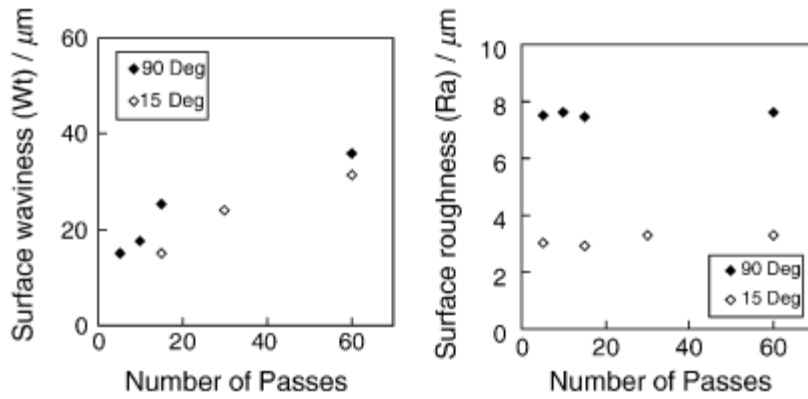 Surface waviness (Wt) / μm
60
40
20
0
0 20 40 60
Number of Passes
◆ 90 Deg
◇ 15 Deg
Surface roughness (Ra) / μm
10
8
6
4
2
0
0 20 40 60
Number of Passes
◆ 90 Deg
◇ 15 Deg